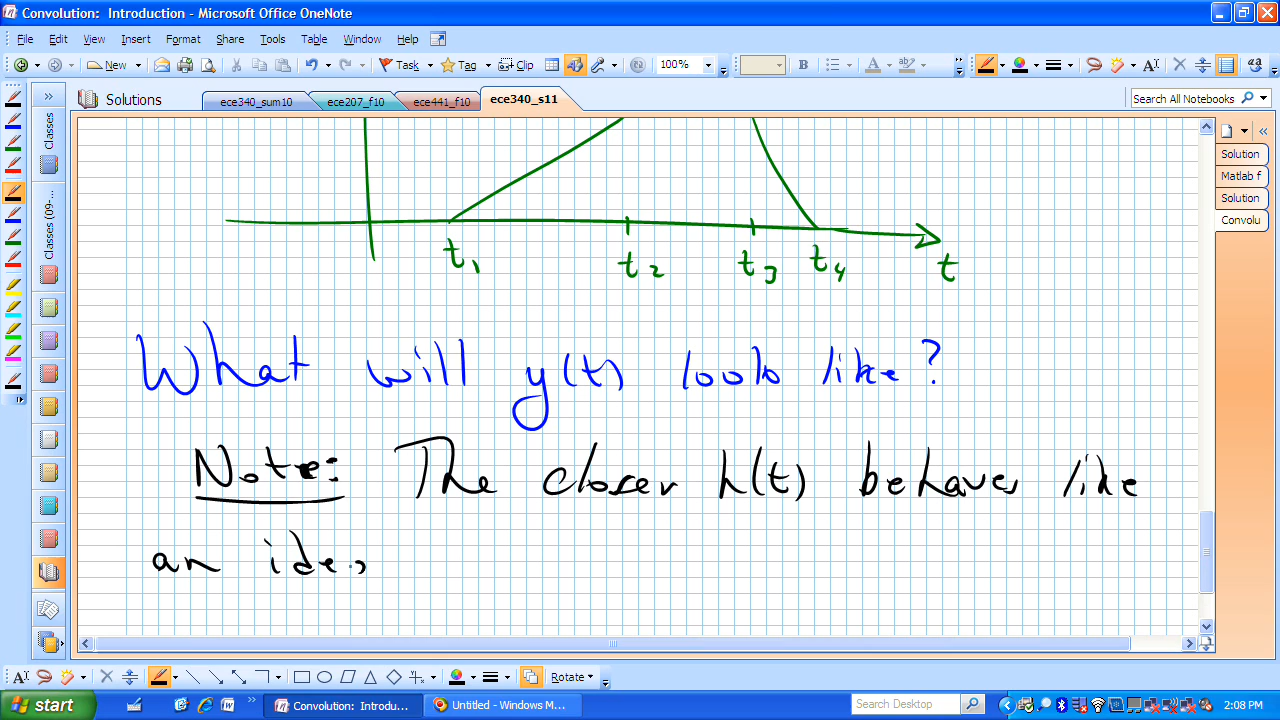 Convolution: Introduction - Microsoft Office OneNote
File Edit View Insert Format Share Tools Table Window Help
New Task Tag Clip 100% B A ab A
Solutions ece340_sum10 ece207_f10 ece441_f10 ece340_s11 Search All Notebooks
Classes
Classes (09-...
Solution
Matlab f
Solution
Convolu
t1 t2 t3 t4 t
What will y(t) look like?
Note: The closer h(t) behaves like
an idea
A Rotate
start Convolution: Introdu... Untitled - Windows M... Search Desktop 2:08 PM